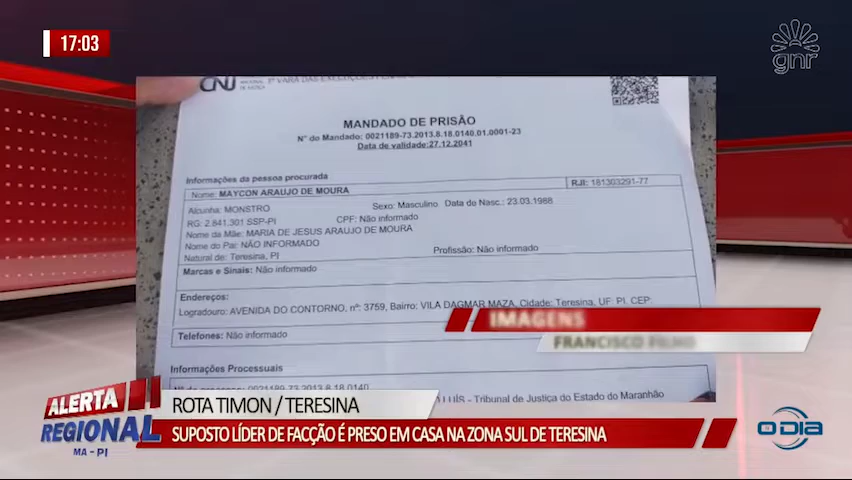 17:03
gnr
CNJ
MANDADO DE PRISÃO
N° do Mandado: 0021189-73.2013.8.18.0140.01.0001-23
Data de validade:27.12.2041
Informações da pessoa procurada
Nome: MAYCON ARAUJO DE MOURA RJI: 181303291-77
Alcunha: MONSTRO Sexo: Masculino Data de Nasc.: 23.03.1988
RG: 2.841.301 SSP-PI CPF: Não informado
Nome da Mãe: MARIA DE JESUS ARAUJO DE MOURA
Nome do Pai: NÃO INFORMADO Profissão: Não informado
Natural de: Teresina, PI
Marcas e Sinais: Não informado
Endereços:
Logradouro: AVENIDA DO CONTORNO, nº: 3759, Bairro: VILA DAGMAR MAZA, Cidade: Teresina, UF: PI, CEP:
Telefones: Não informado
IMAGENS
FRANCISCO FILHO
Informações Processuais
N° do processo: 0021189-73.2013.8.18.0140
LUÍS - Tribunal de Justiça do Estado do Maranhão
ALERTA
REGIONAL
MA - PI
ROTA TIMON / TERESINA
SUPOSTO LÍDER DE FACÇÃO É PRESO EM CASA NA ZONA SUL DE TERESINA
O DIA